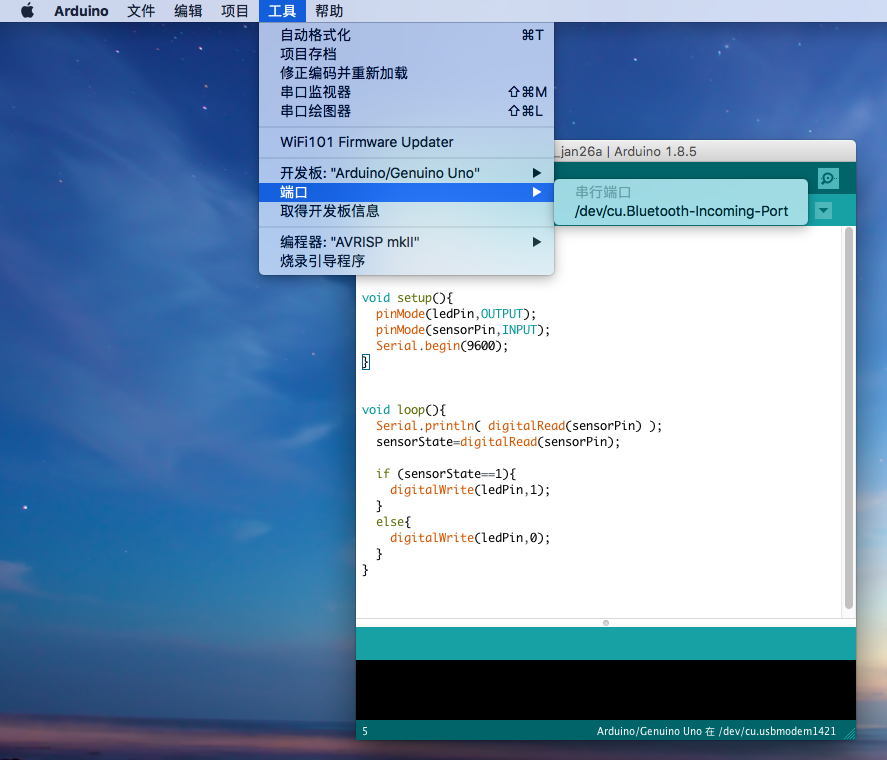 Arduino 文件 编辑 项目 工具 帮助
自动格式化 ⌘T
项目存档
修正编码并重新加载
串口监视器 ⇧⌘M
串口绘图器 ⇧⌘L
WiFi101 Firmware Updater
开发板: "Arduino/Genuino Uno"
端口
取得开发板信息
编程器: "AVRISP mkII"
烧录引导程序
串行端口
/dev/cu.Bluetooth-Incoming-Port
_jan26a | Arduino 1.8.5
void setup(){
pinMode(ledPin,OUTPUT);
pinMode(sensorPin,INPUT);
Serial.begin(9600);
}
void loop(){
Serial.println( digitalRead(sensorPin) );
sensorState=digitalRead(sensorPin);
if (sensorState==1){
digitalWrite(ledPin,1);
}
else{
digitalWrite(ledPin,0);
}
}
5 Arduino/Genuino Uno 在 /dev/cu.usbmodem1421